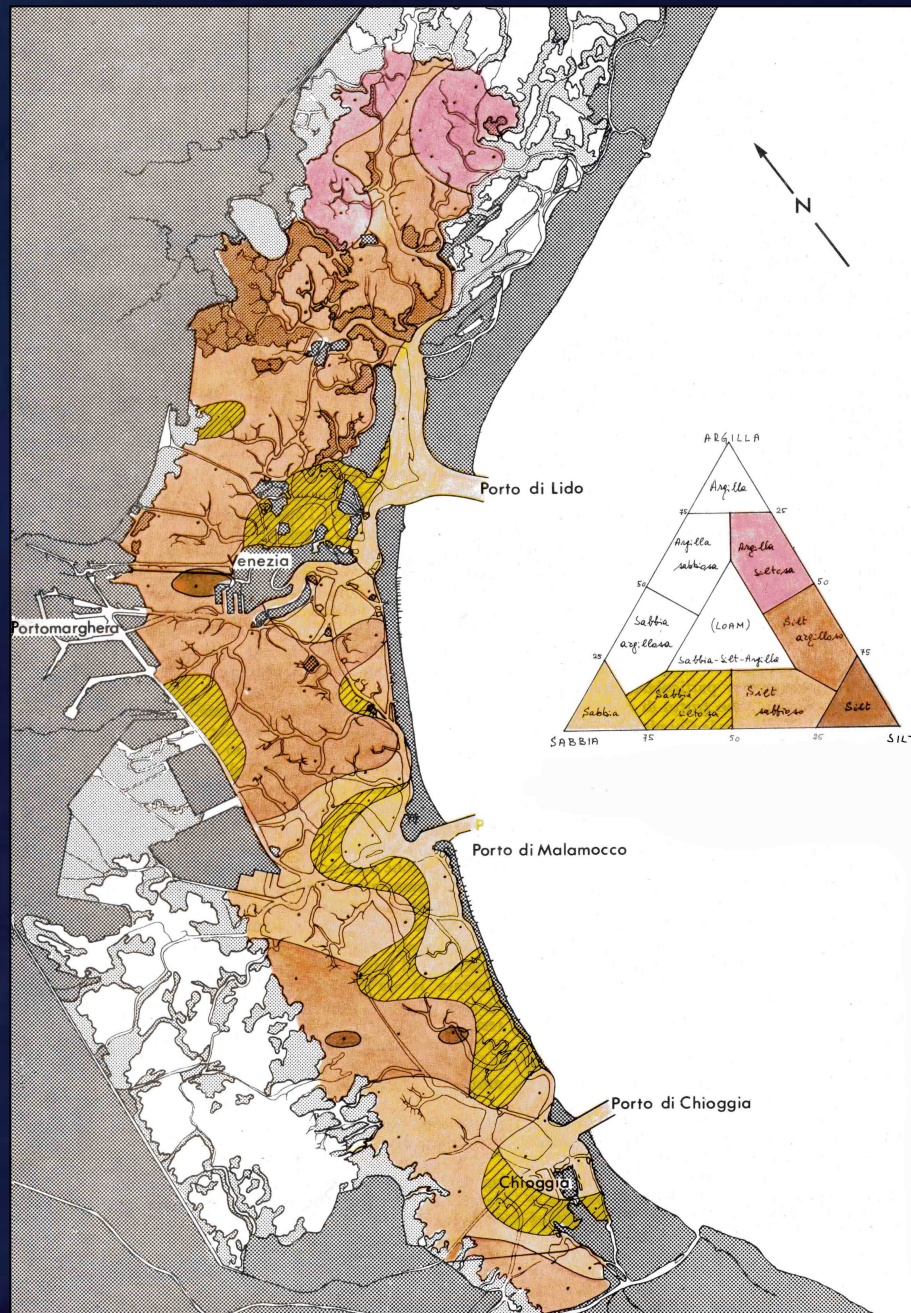 N
Porto di Lido
Venezia
Portomarghera
P
Porto di Malamocco
Porto di Chioggia
Chioggia
ARGILLA
Argilla
75
25
Argilla
sabbiosa
Argilla
siltosa
50
50
Sabbia
argillosa
(LOAM)
Silt
argilloso
25
Sabbia-Silt-Argilla
75
Sabbia
Sabbia
siltosa
Silt
sabbioso
Silt
SABBIA
75
50
25
SILT